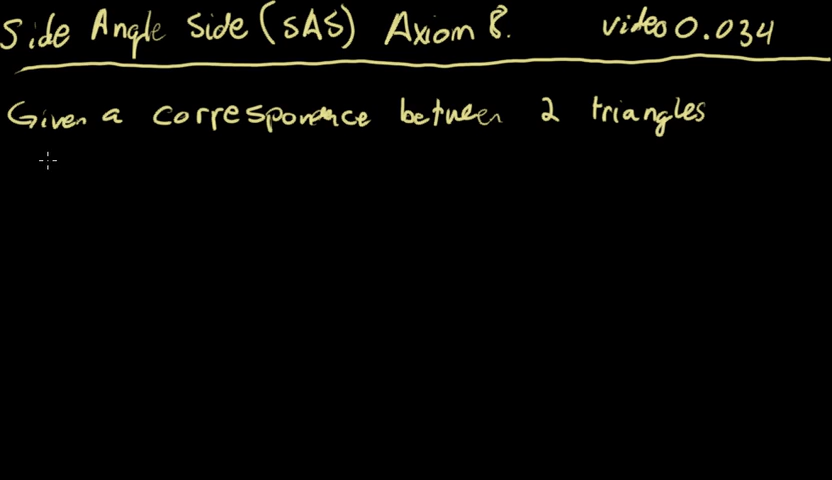 Side Angle Side (SAS) Axiom 8. video 0.034
Given a correspondence between 2 triangles